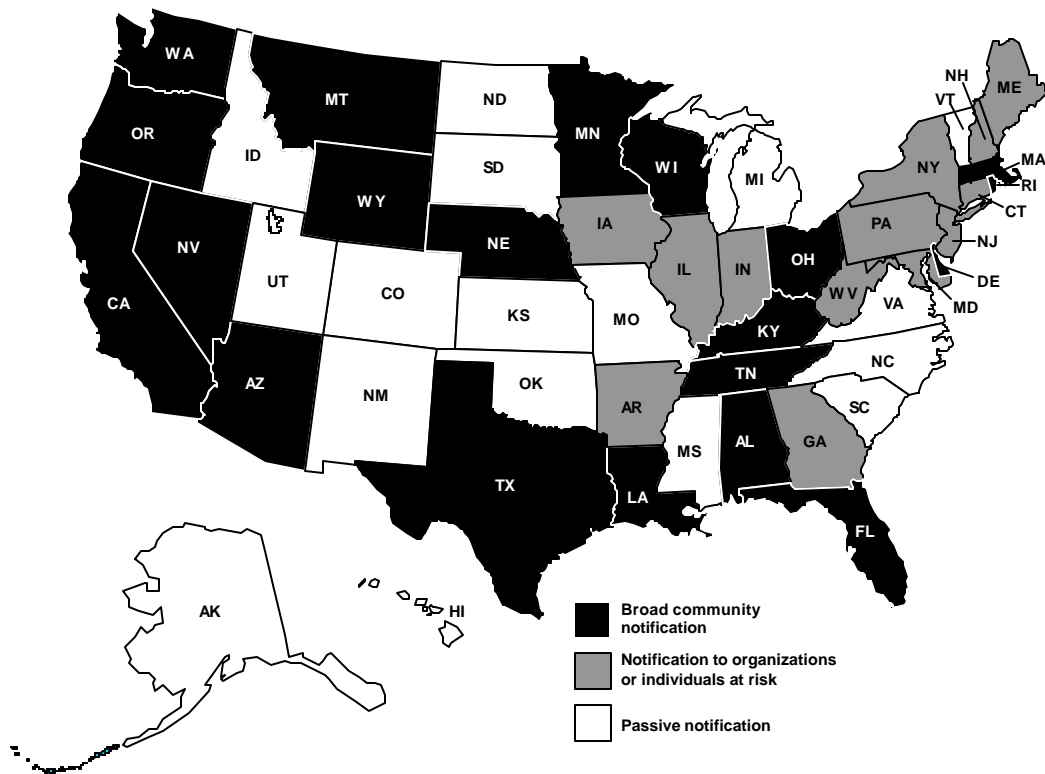 WA
MT
ND
MN
OR
ID
SD
WI
MI
NH
VT
ME
NY
MA
RI
CT
WY
NE
IA
PA
NJ
NV
UT
CO
IL
IN
OH
DE
MD
CA
KS
MO
WV
VA
KY
AZ
NM
OK
TN
NC
AR
SC
MS
AL
GA
TX
LA
FL
AK
HI
Broad community
notification
Notification to organizations
or individuals at risk
Passive notification